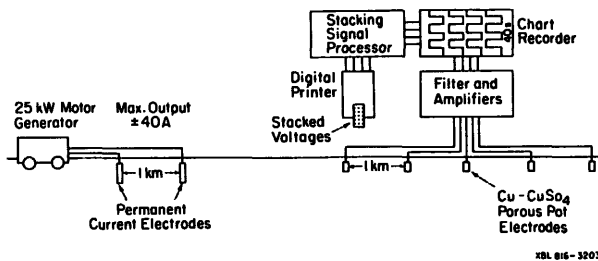 Stacking
Signal
Processor
40s
Chart
Recorder
Digital
Printer
Filter and
Amplifiers
Stacked
Voltages
25 kW Motor
Generator
Max. Output
±40A
1 km
Permanent
Current Electrodes
1 km
Cu-CuSo4
Porous Pot
Electrodes
XBL 816-3203